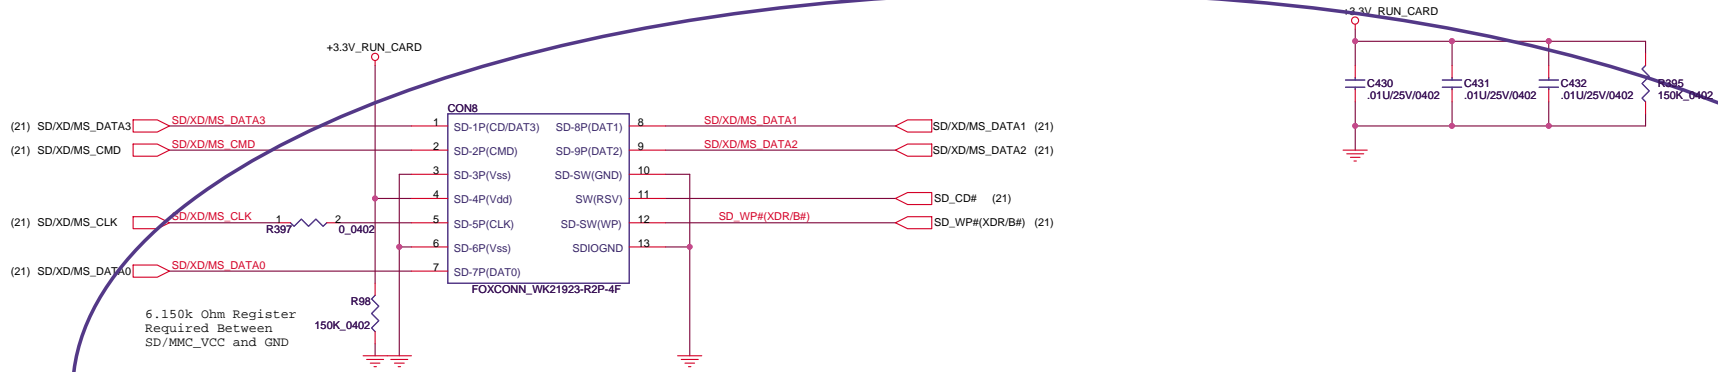 +3.3V_RUN_CARD
+3.3V_RUN_CARD
C430
.01U/25V/0402
C431
.01U/25V/0402
C432
.01U/25V/0402
R395
150K_0402
CON8
(21) SD/XD/MS_DATA3 SD/XD/MS_DATA3 1 SD-1P(CD/DAT3) SD-8P(DAT1) 8 SD/XD/MS_DATA1 SD/XD/MS_DATA1 (21)
(21) SD/XD/MS_CMD SD/XD/MS_CMD 2 SD-2P(CMD) SD-9P(DAT2) 9 SD/XD/MS_DATA2 SD/XD/MS_DATA2 (21)
3 SD-3P(Vss) SD-SW(GND) 10
4 SD-4P(Vdd) SW(RSV) 11 SD_CD# (21)
(21) SD/XD/MS_CLK SD/XD/MS_CLK 1 2 5 SD-5P(CLK) SD-SW(WP) 12 SD_WP#(XDR/B#) SD_WP#(XDR/B#) (21)
R397 0_0402
6 SD-6P(Vss) SDIOGND 13
(21) SD/XD/MS_DATA0 SD/XD/MS_DATA0 7 SD-7P(DAT0)
FOXCONN_WK21923-R2P-4F
R98
150K_0402
6.150k Ohm Register
Required Between
SD/MMC_VCC and GND